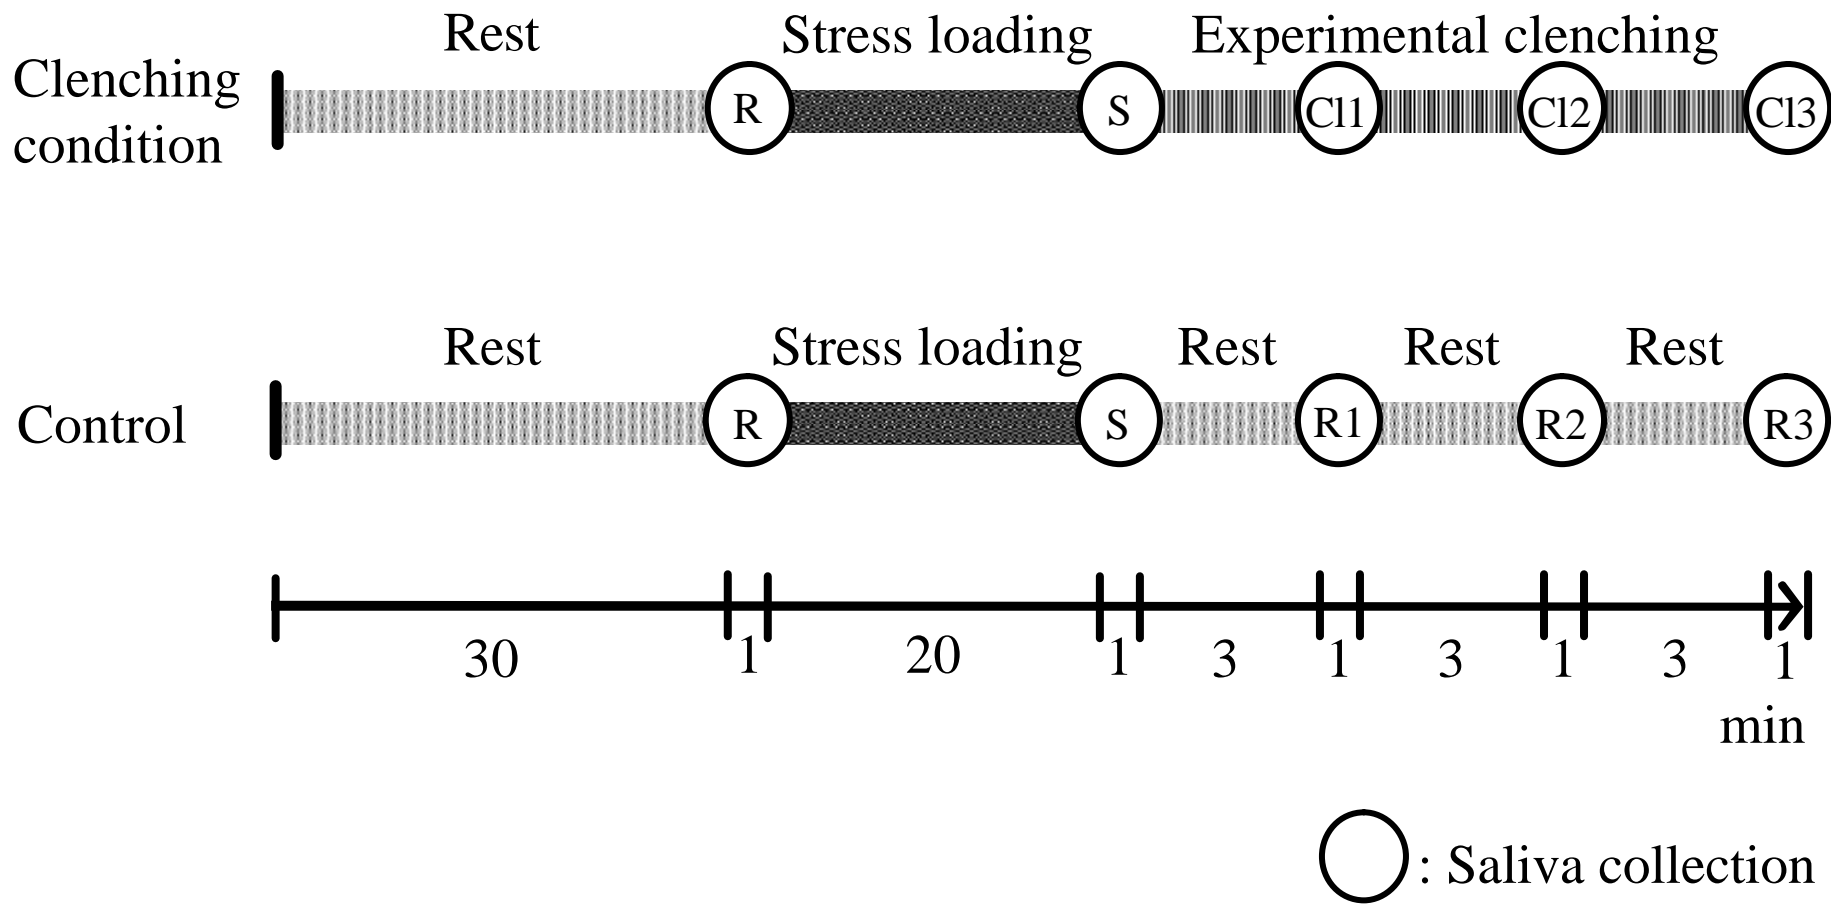 Rest Stress loading Experimental clenching
Clenching
condition
R S Cl1 Cl2 Cl3
Rest Stress loading Rest Rest Rest
Control R S R1 R2 R3
30 1 20 1 3 1 3 1 3 1
min
: Saliva collection